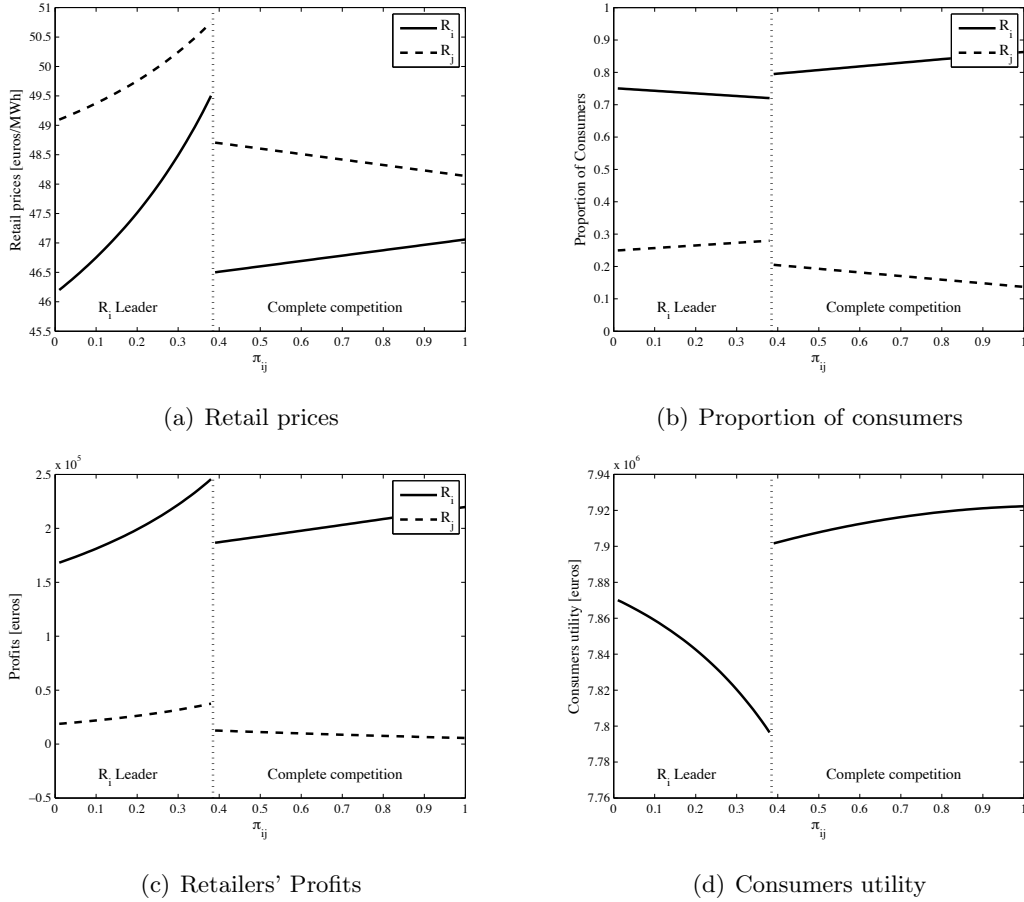 51
50.5
50
49.5
49
48.5
48
47.5
47
46.5
46
45.5
0 0.1 0.2 0.3 0.4 0.5 0.6 0.7 0.8 0.9 1
Retail prices [euros/MWh]
π_ij
R_i
R_j
R_i Leader
Complete competition
(a) Retail prices
1
0.9
0.8
0.7
0.6
0.5
0.4
0.3
0.2
0.1
0
0 0.1 0.2 0.3 0.4 0.5 0.6 0.7 0.8 0.9 1
Proportion of Consumers
π_ij
R_i
R_j
R_i Leader
Complete competition
(b) Proportion of consumers
x 10^5
2.5
2
1.5
1
0.5
0
–0.5
0 0.1 0.2 0.3 0.4 0.5 0.6 0.7 0.8 0.9 1
Profits [euros]
π_ij
R_i
R_j
R_i Leader
Complete competition
(c) Retailers' Profits
x 10^6
7.94
7.92
7.9
7.88
7.86
7.84
7.82
7.8
7.78
7.76
0 0.1 0.2 0.3 0.4 0.5 0.6 0.7 0.8 0.9 1
Consumers utility [euros]
π_ij
R_i Leader
Complete competition
(d) Consumers utility